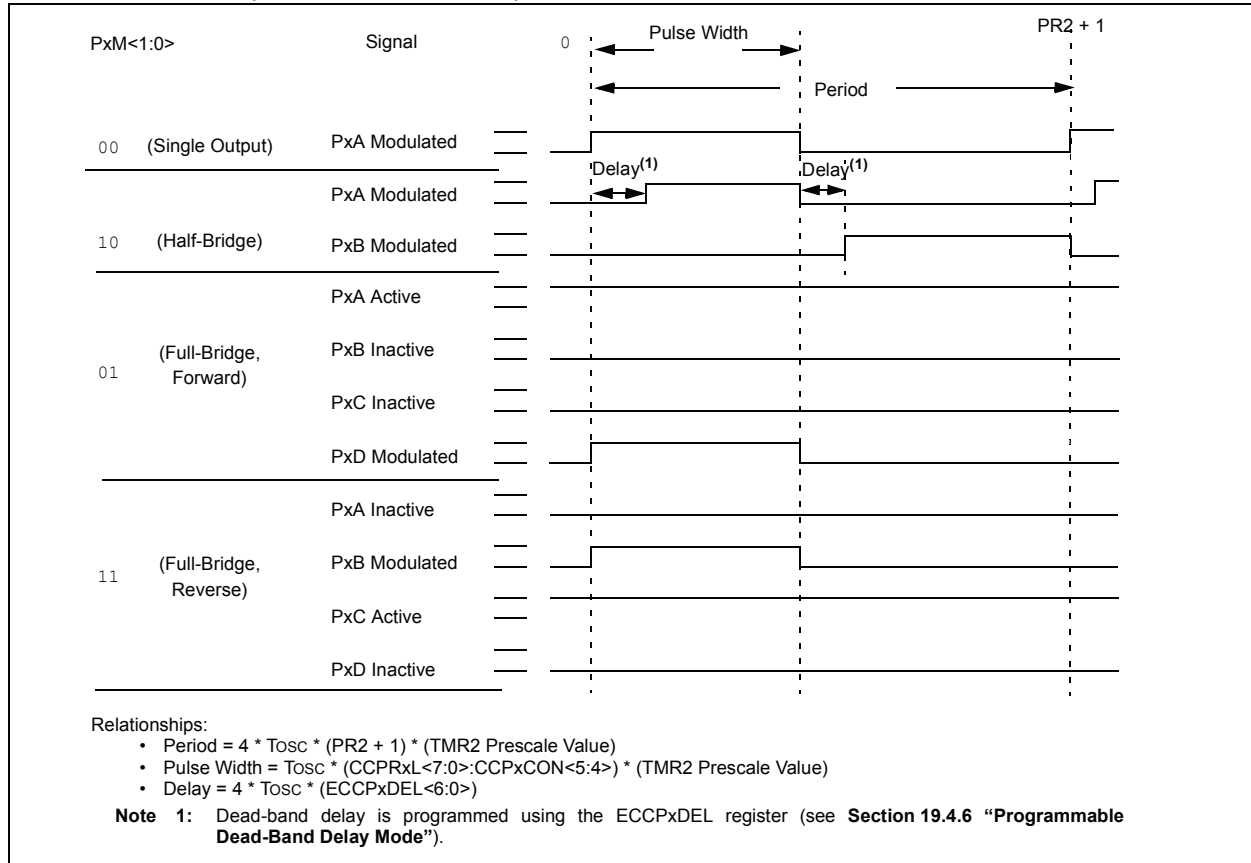 PxM<1:0> Signal 0 Pulse Width PR2 + 1
Period
00 (Single Output) PxA Modulated
Delay(1) Delay(1)
PxA Modulated
10 (Half-Bridge) PxB Modulated
PxA Active
01 (Full-Bridge, Forward) PxB Inactive
PxC Inactive
PxD Modulated
PxA Inactive
11 (Full-Bridge, Reverse) PxB Modulated
PxC Active
PxD Inactive
Relationships:
• Period = 4 * TOSC * (PR2 + 1) * (TMR2 Prescale Value)
• Pulse Width = TOSC * (CCPRxL<7:0>:CCPxCON<5:4>) * (TMR2 Prescale Value)
• Delay = 4 * TOSC * (ECCPxDEL<6:0>)
Note 1: Dead-band delay is programmed using the ECCPxDEL register (see Section 19.4.6 “Programmable
Dead-Band Delay Mode”).